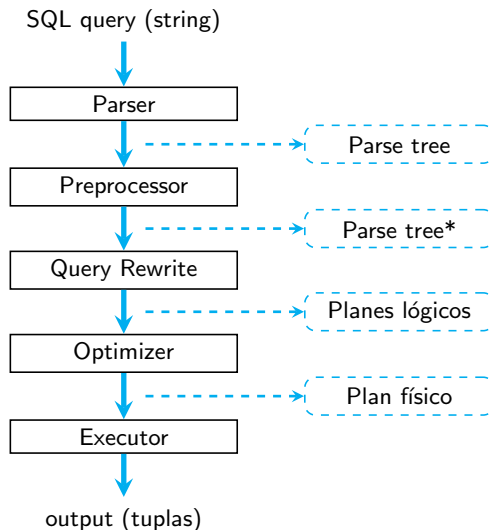 SQL query (string)
Parser
Parse tree
Preprocessor
Parse tree*
Query Rewrite
Planes lógicos
Optimizer
Plan físico
Executor
output (tuplas)